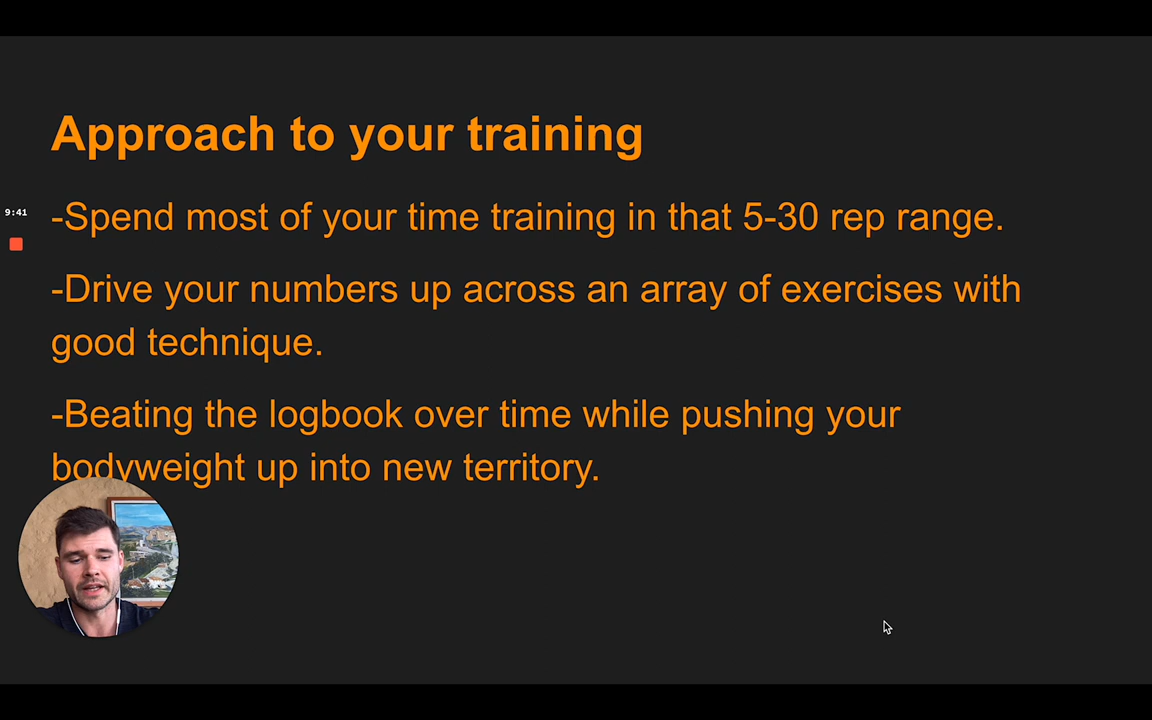 Approach to your training
9:41
-Spend most of your time training in that 5-30 rep range.
-Drive your numbers up across an array of exercises with
good technique.
-Beating the logbook over time while pushing your
bodyweight up into new territory.